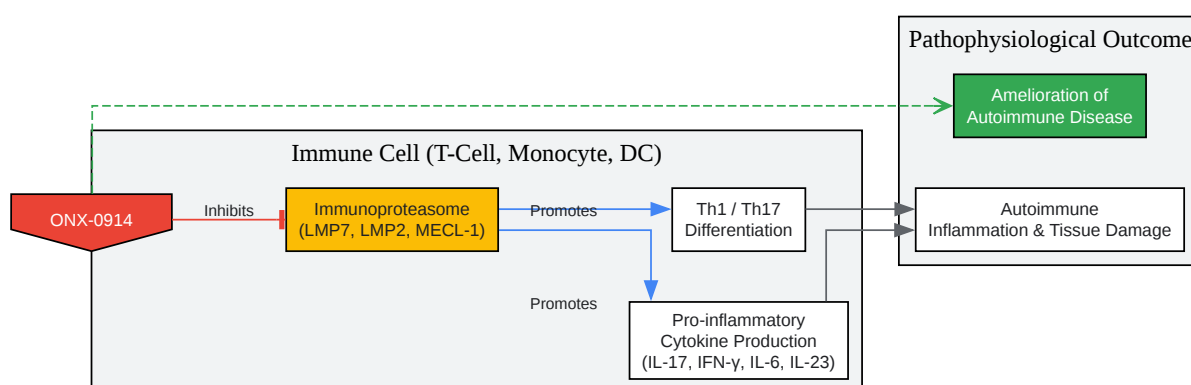 Pathophysiological Outcome
Amelioration of
Autoimmune Disease
Immune Cell (T-Cell, Monocyte, DC)
ONX-0914
Inhibits
Immunoproteasome
(LMP7, LMP2, MECL-1)
Promotes
Th1 / Th17
Differentiation
Autoimmune
Inflammation & Tissue Damage
Promotes
Pro-inflammatory
Cytokine Production
(IL-17, IFN-γ, IL-6, IL-23)